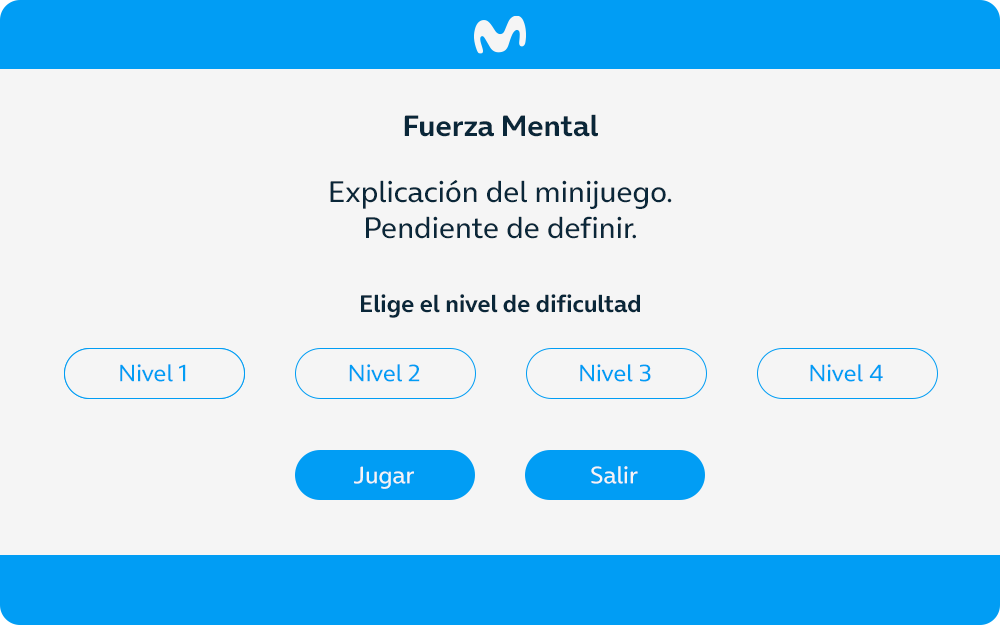 Fuerza Mental
Explicación del minijuego.
Pendiente de definir.
Elige el nivel de dificultad
Nivel 1
Nivel 2
Nivel 3
Nivel 4
Jugar
Salir